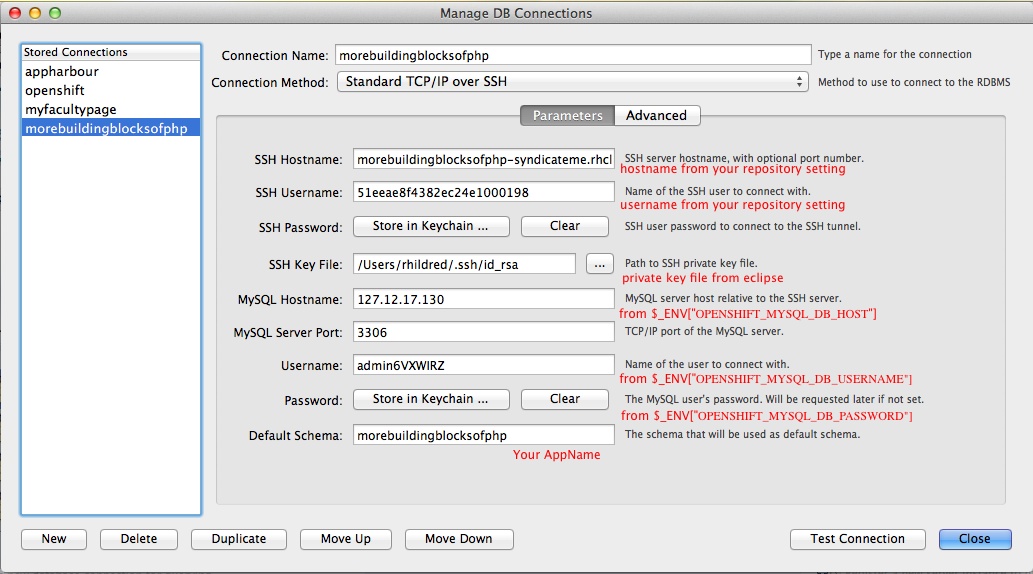 Manage DB Connections
Stored Connections
appharbour
openshift
myfacultypage
morebuildingblocksofphp
Connection Name: morebuildingblocksofphp Type a name for the connection
Connection Method: Standard TCP/IP over SSH Method to use to connect to the RDBMS
Parameters Advanced
SSH Hostname: morebuildingblocksofphp-syndicateme.rhcl SSH server hostname, with optional port number.
hostname from your repository setting
SSH Username: 51eeae8f4382ec24e1000198 Name of the SSH user to connect with.
username from your repository setting
SSH Password: Store in Keychain ... Clear SSH user password to connect to the SSH tunnel.
SSH Key File: /Users/rhildred/.ssh/id_rsa ... Path to SSH private key file.
private key file from eclipse
MySQL Hostname: 127.12.17.130 MySQL server host relative to the SSH server.
from $_ENV["OPENSHIFT_MYSQL_DB_HOST"]
MySQL Server Port: 3306 TCP/IP port of the MySQL server.
Username: admin6VXWIRZ Name of the user to connect with.
from $_ENV["OPENSHIFT_MYSQL_DB_USERNAME"]
Password: Store in Keychain ... Clear The MySQL user's password. Will be requested later if not set.
from $_ENV["OPENSHIFT_MYSQL_DB_PASSWORD"]
Default Schema: morebuildingblocksofphp The schema that will be used as default schema.
Your AppName
New Delete Duplicate Move Up Move Down Test Connection Close